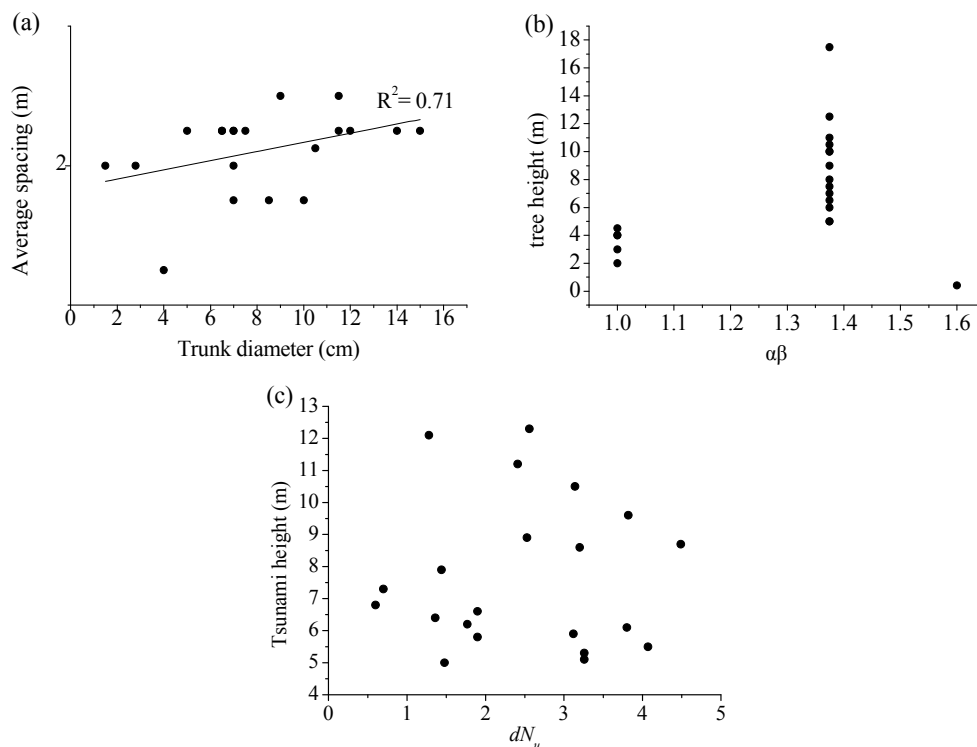 (a)
Average spacing (m)
2
R²= 0.71
0 2 4 6 8 10 12 14 16
Trunk diameter (cm)
(b)
tree height (m)
18
16
14
12
10
8
6
4
2
0
1.0 1.1 1.2 1.3 1.4 1.5 1.6
αβ
(c)
Tsunami height (m)
13
12
11
10
9
8
7
6
5
4
0 1 2 3 4 5
dNᵤ